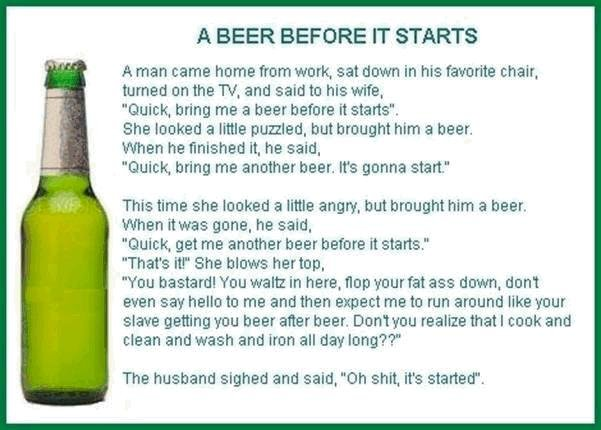 A BEER BEFORE IT STARTS
A man came home from work, sat down in his favorite chair,
turned on the TV, and said to his wife,
"Quick, bring me a beer before it starts".
She looked a little puzzled, but brought him a beer.
When he finished it, he said,
"Quick, bring me another beer. It's gonna start."
This time she looked a little angry, but brought him a beer.
When it was gone, he said,
"Quick, get me another beer before it starts."
"That's it!" She blows her top,
"You bastard! You waltz in here, flop your fat ass down, don't
even say hello to me and then expect me to run around like your
slave getting you beer after beer. Don't you realize that I cook and
clean and wash and iron all day long??"
The husband sighed and said, "Oh shit, it's started".